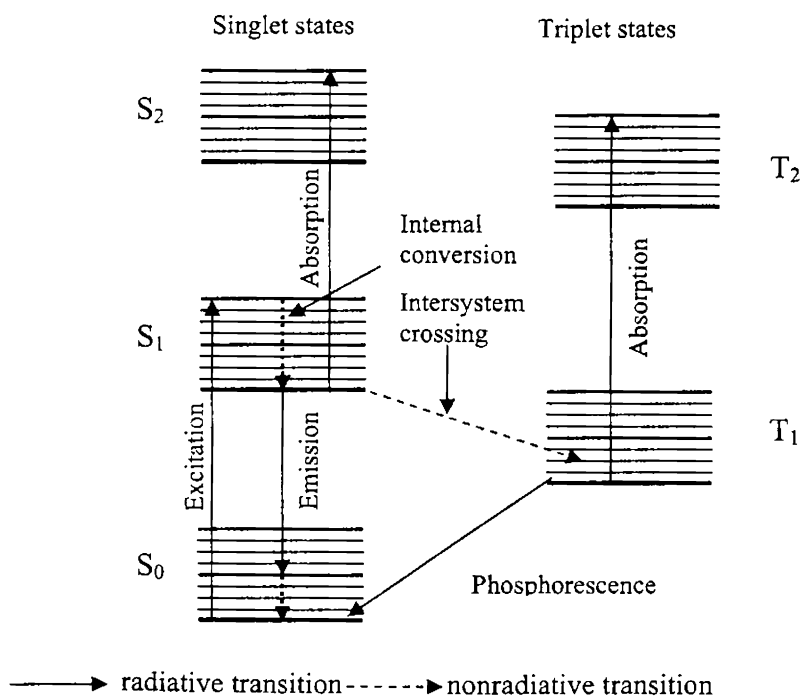 Singlet states
Triplet states
S₂
T₂
Absorption
Internal
conversion
Intersystem
crossing
S₁
Absorption
T₁
Excitation
Emission
S₀
Phosphorescence
radiative transition
nonradiative transition